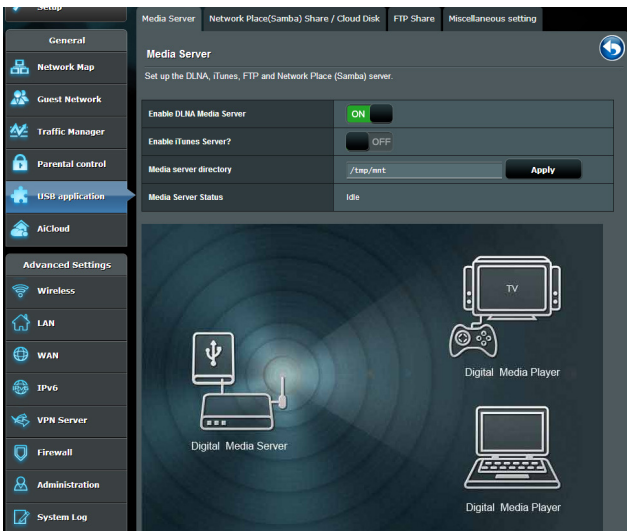 Setup
Media Server
Network Place(Samba) Share / Cloud Disk
FTP Share
Miscellaneous setting
General
Network Map
Guest Network
Traffic Manager
Parental control
USB application
AiCloud
Advanced Settings
Wireless
LAN
WAN
IPv6
IPv6
VPN Server
Firewall
Administration
System Log
Media Server
Set up the DLNA, iTunes, FTP and Network Place (Samba) server.
Enable DLNA Media Server ON
Enable iTunes Server? OFF
Media server directory /tmp/mnt Apply
Media Server Status Idle
TV
Digital Media Player
Digital Media Server
Digital Media Player